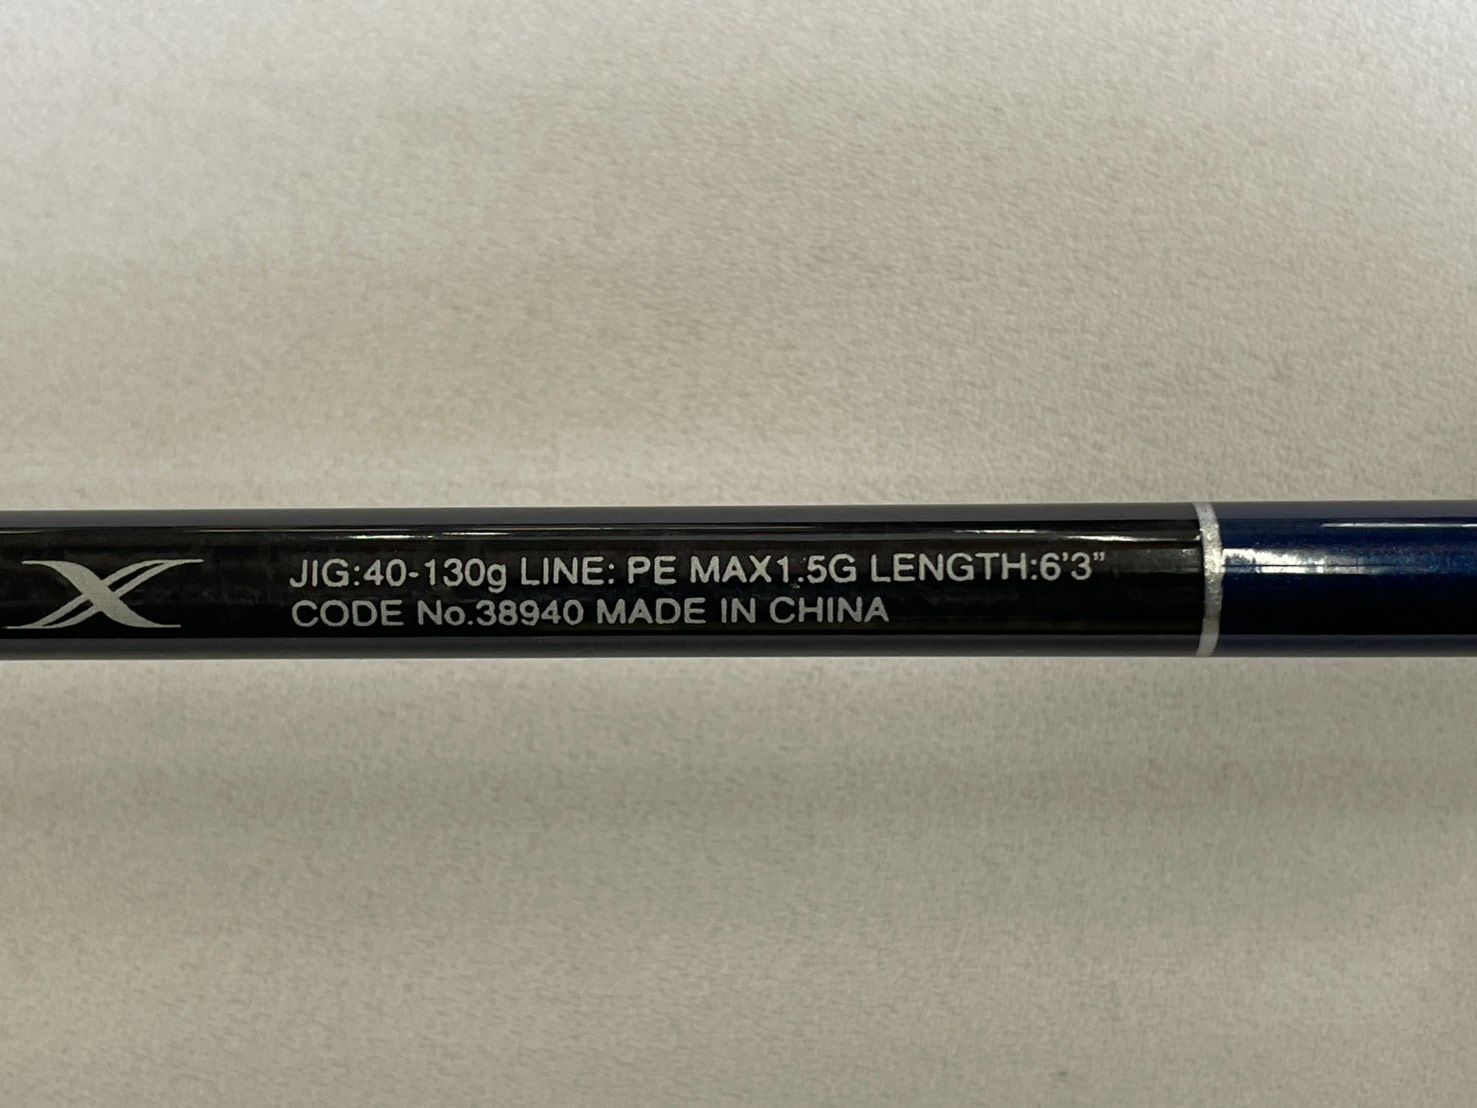 X
JIG:40-130g LINE: PE MAX1.5G LENGTH:6'3"
CODE No.38940 MADE IN CHINA